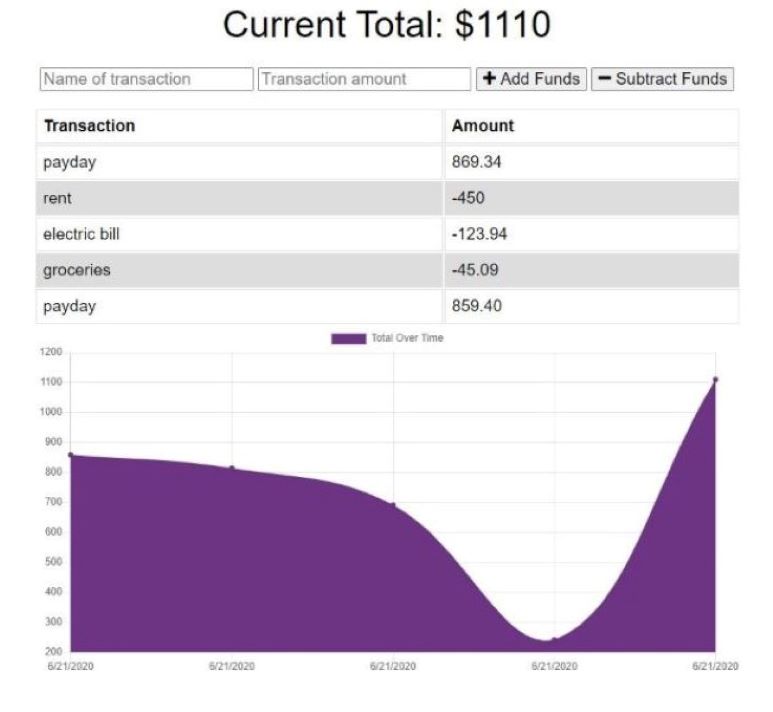 Current Total: $1110
Name of transaction Transaction amount + Add Funds − Subtract Funds
Transaction Amount
payday 869.34
rent -450
electric bill -123.94
groceries -45.09
payday 859.40
Total Over Time
1200
1100
1000
900
800
700
600
500
400
300
200
6/21/2020 6/21/2020 6/21/2020 6/21/2020 6/21/2020